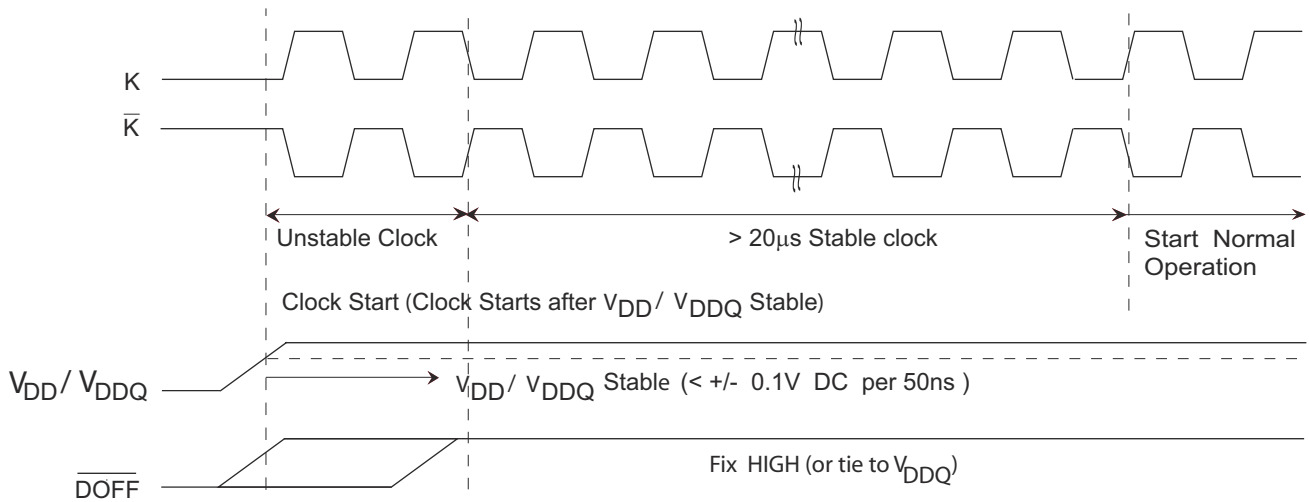 K
K
Unstable Clock
> 20μs Stable clock
Start Normal
Operation
Clock Start (Clock Starts after VDD / VDDQ Stable)
VDD / VDDQ
VDD / VDDQ Stable (< +/- 0.1V DC per 50ns )
Fix HIGH (or tie to VDDQ)
DOFF